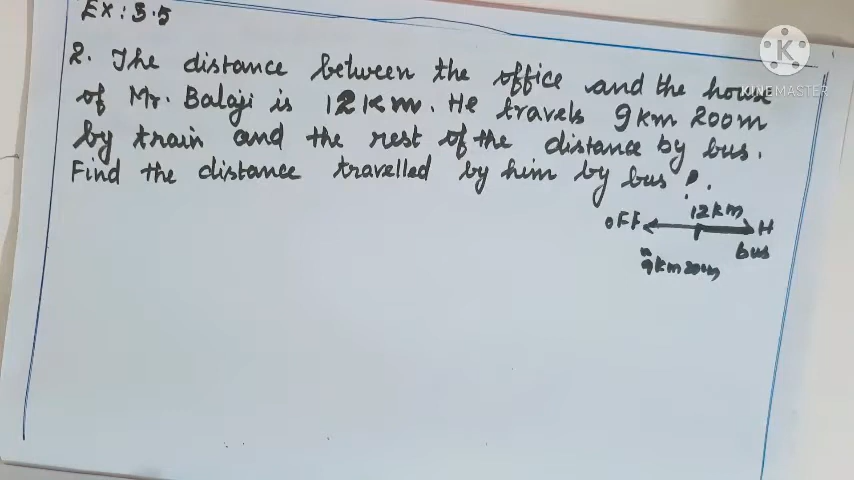 EX: 3.5
2. The distance between the office and the house
of Mr. Balaji is 12 Km. He travels 9 Km 200 m
by train and the rest of the distance by bus.
Find the distance travelled by him by bus ?.
12 Km
OFF H
bus
9 Km 200m
K
KINEMASTER